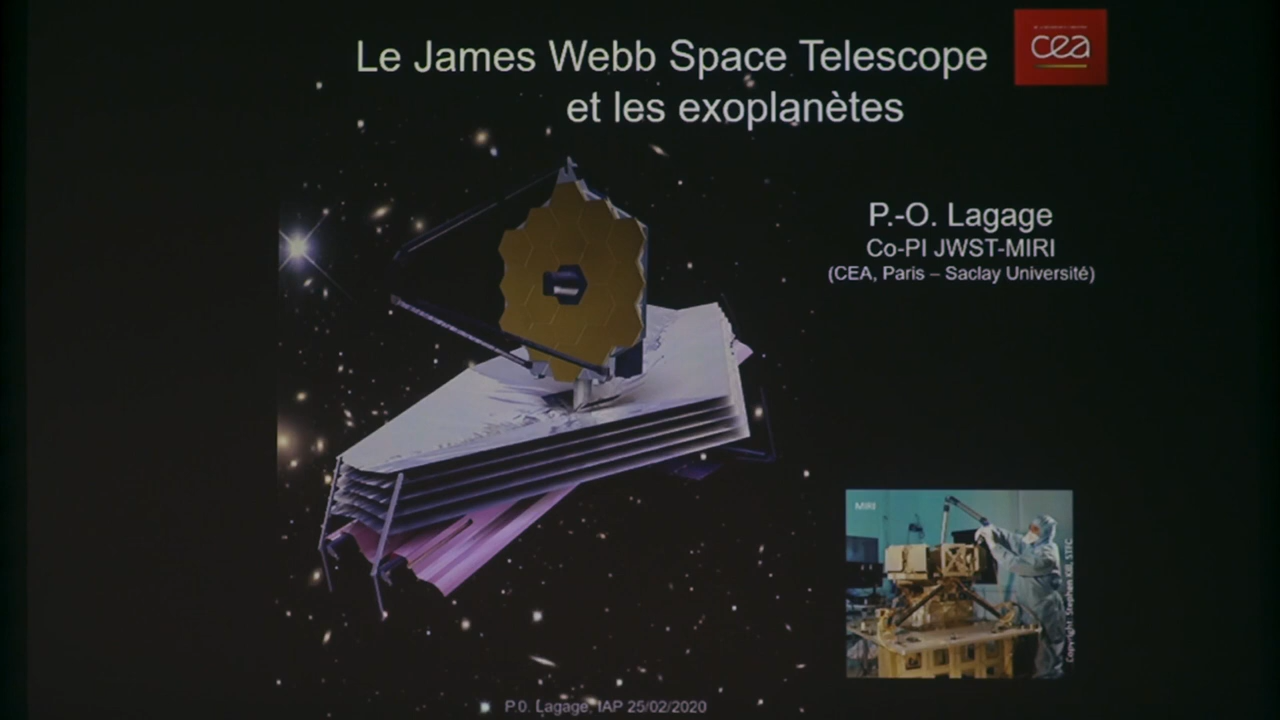 Le James Webb Space Telescope
et les exoplanètes
cea
P.-O. Lagage
Co-PI JWST-MIRI
(CEA, Paris – Saclay Université)
MIRI
Copyright: Stephen Kill, STFC
P.O. Lagage, IAP 25/02/2020